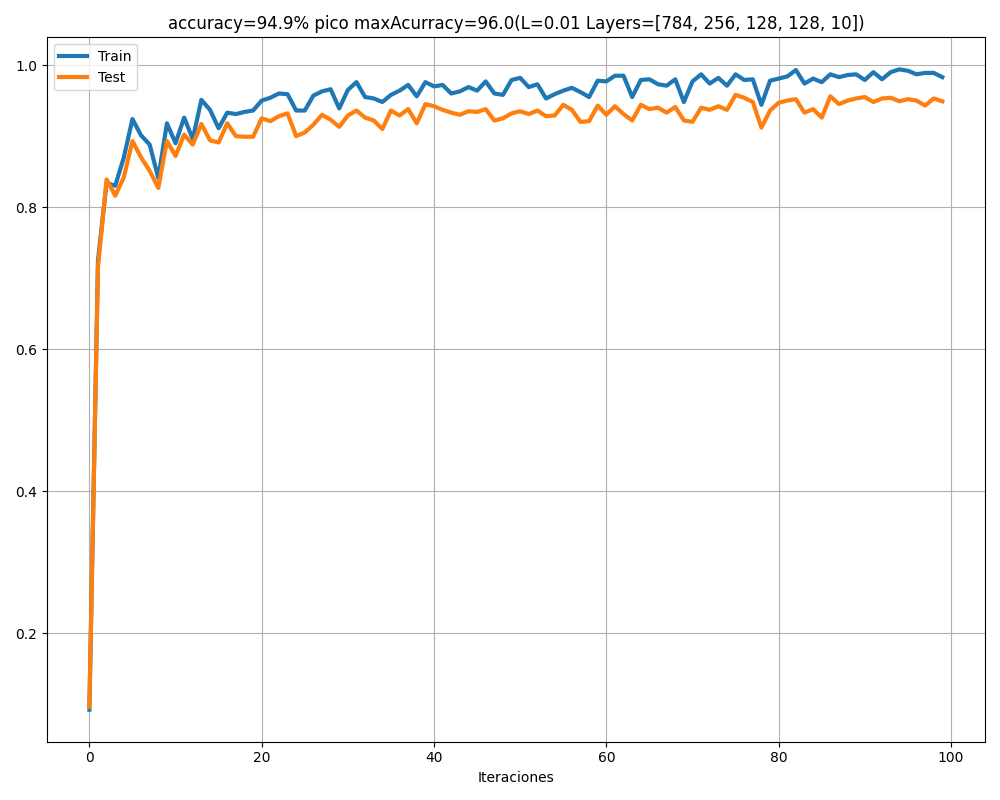 accuracy=94.9% pico maxAcurracy=96.0(L=0.01 Layers=[784, 256, 128, 128, 10])
Train
Test
1.0
0.8
0.6
0.4
0.2
0 20 40 60 80 100
Iteraciones